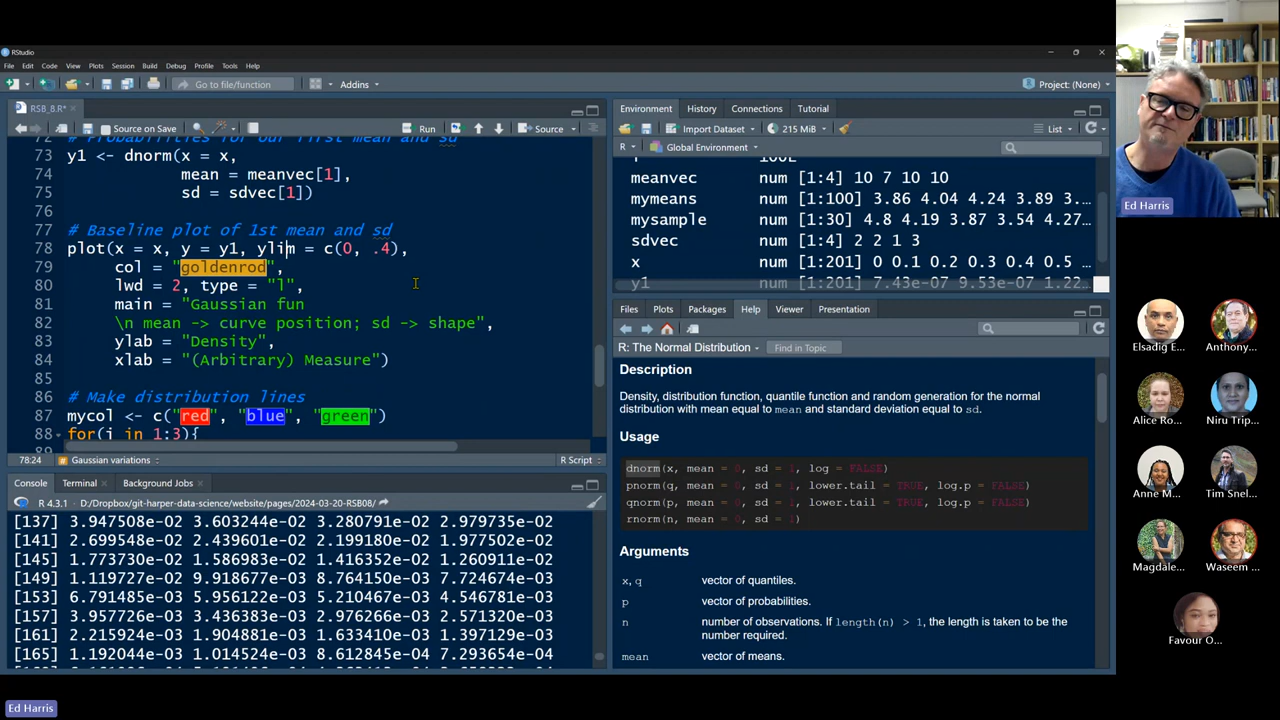 RStudio
File Edit Code View Plots Session Build Debug Profile Tools Help
Go to file/function
Addins
Project: (None)
RSB_8.R*
Source on Save
Run
Source
73 y1 <- dnorm(x = x,
74 mean = meanvec[1],
75 sd = sdvec[1])
76
77 # Baseline plot of 1st mean and sd
78 plot(x = x, y = y1, ylim = c(0, .4),
79 col = "goldenrod",
80 lwd = 2, type = "l",
81 main = "Gaussian fun
82 \n mean -> curve position; sd -> shape",
83 ylab = "Density",
84 xlab = "(Arbitrary) Measure")
85
86 # Make distribution lines
87 mycol <- c("red", "blue", "green")
88 for(i in 1:3){
78:24
Gaussian variations
R Script
Console Terminal Background Jobs
R 4.3.1 · D:/Dropbox/git-harper-data-science/website/pages/2024-03-20-RSB08/
[137] 3.947508e-02 3.603244e-02 3.280791e-02 2.979735e-02
[141] 2.699548e-02 2.439601e-02 2.199180e-02 1.977502e-02
[145] 1.773730e-02 1.586983e-02 1.416352e-02 1.260911e-02
[149] 1.119727e-02 9.918677e-03 8.764150e-03 7.724674e-03
[153] 6.791485e-03 5.956122e-03 5.210467e-03 4.546781e-03
[157] 3.957726e-03 3.436383e-03 2.976266e-03 2.571320e-03
[161] 2.215924e-03 1.904881e-03 1.633410e-03 1.397129e-03
[165] 1.192044e-03 1.014524e-03 8.612845e-04 7.293654e-04
Environment History Connections Tutorial
Import Dataset
215 MiB
List
R
Global Environment
meanvec num [1:4] 10 7 10 10
mymeans num [1:100] 3.86 4.04 4.24 3.89 3...
mysample num [1:30] 4.8 4.19 3.87 3.54 4.27...
sdvec num [1:4] 2 2 1 3
x num [1:201] 0 0.1 0.2 0.3 0.4 0.5 ...
y1 num [1:201] 7.43e-07 9.53e-07 1.22...
Files Plots Packages Help Viewer Presentation
R: The Normal Distribution
Find in Topic
Description
Density, distribution function, quantile function and random generation for the normal
distribution with mean equal to mean and standard deviation equal to sd.
Usage
dnorm(x, mean = 0, sd = 1, log = FALSE)
pnorm(q, mean = 0, sd = 1, lower.tail = TRUE, log.p = FALSE)
qnorm(p, mean = 0, sd = 1, lower.tail = TRUE, log.p = FALSE)
rnorm(n, mean = 0, sd = 1)
Arguments
x, q vector of quantiles.
p vector of probabilities.
n number of observations. If length(n) > 1, the length is taken to be the
number required.
mean vector of means.
Ed Harris
Elsadig E...
Anthony...
Alice Ro...
Niru Trip...
Anne M...
Tim Snel...
Magdale...
Waseem ...
Favour O...
Ed Harris